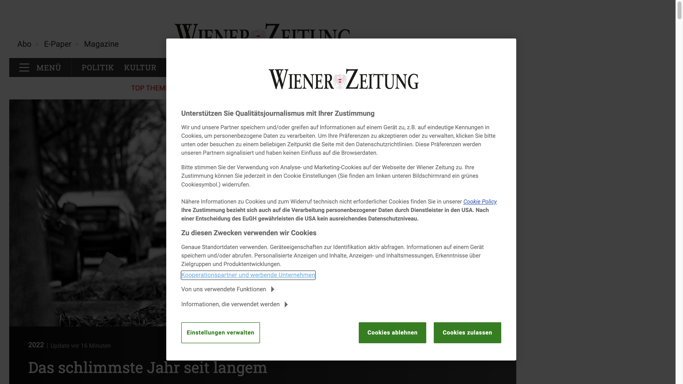 WIENER ZEITUNG
Abo E-Paper Magazine
MENÜ POLITIK KULTUR
TOP THEM
WIENER ZEITUNG
Unterstützen Sie Qualitätsjournalismus mit Ihrer Zustimmung
Wir und unsere Partner speichern und/oder greifen auf Informationen auf einem Gerät zu, z.B. auf eindeutige Kennungen in
Cookies, um personenbezogene Daten zu verarbeiten. Um Ihre Präferenzen zu akzeptieren oder zu verwalten, klicken Sie bitte
unten oder besuchen zu einem beliebigen Zeitpunkt die Seite mit den Datenschutzrichtlinien. Diese Präferenzen werden
unseren Partnern signalisiert und haben keinen Einfluss auf die Browserdaten.
Bitte stimmen Sie der Verwendung von Analyse- und Marketing-Cookies auf der Webseite der Wiener Zeitung zu. Ihre
Zustimmung können Sie jederzeit in den Cookie Einstellungen (Sie finden am linken unteren Bildschirmrand ein grünes
Cookiesymbol.) widerrufen.
Nähere Informationen zu Cookies und zum Widerruf technisch nicht erforderlicher Cookies finden Sie in unserer Cookie Policy
Ihre Zustimmung bezieht sich auch auf die Verarbeitung personenbezogener Daten durch Dienstleister in den USA. Nach
einer Entscheidung des EuGH gewährleisten die USA kein ausreichendes Datenschutzniveau.
Zu diesen Zwecken verwenden wir Cookies
Genaue Standortdaten verwenden. Geräteeigenschaften zur Identifikation aktiv abfragen. Informationen auf einem Gerät
speichern und/oder abrufen. Personalisierte Anzeigen und Inhalte, Anzeigen- und Inhaltsmessungen, Erkenntnisse über
Zielgruppen und Produktentwicklungen.
Kooperationspartner und werbende Unternehmen
Von uns verwendete Funktionen
Informationen, die verwendet werden
Einstellungen verwalten
Cookies ablehnen
Cookies zulassen
2022 | Update vor 16 Minuten
Das schlimmste Jahr seit langem